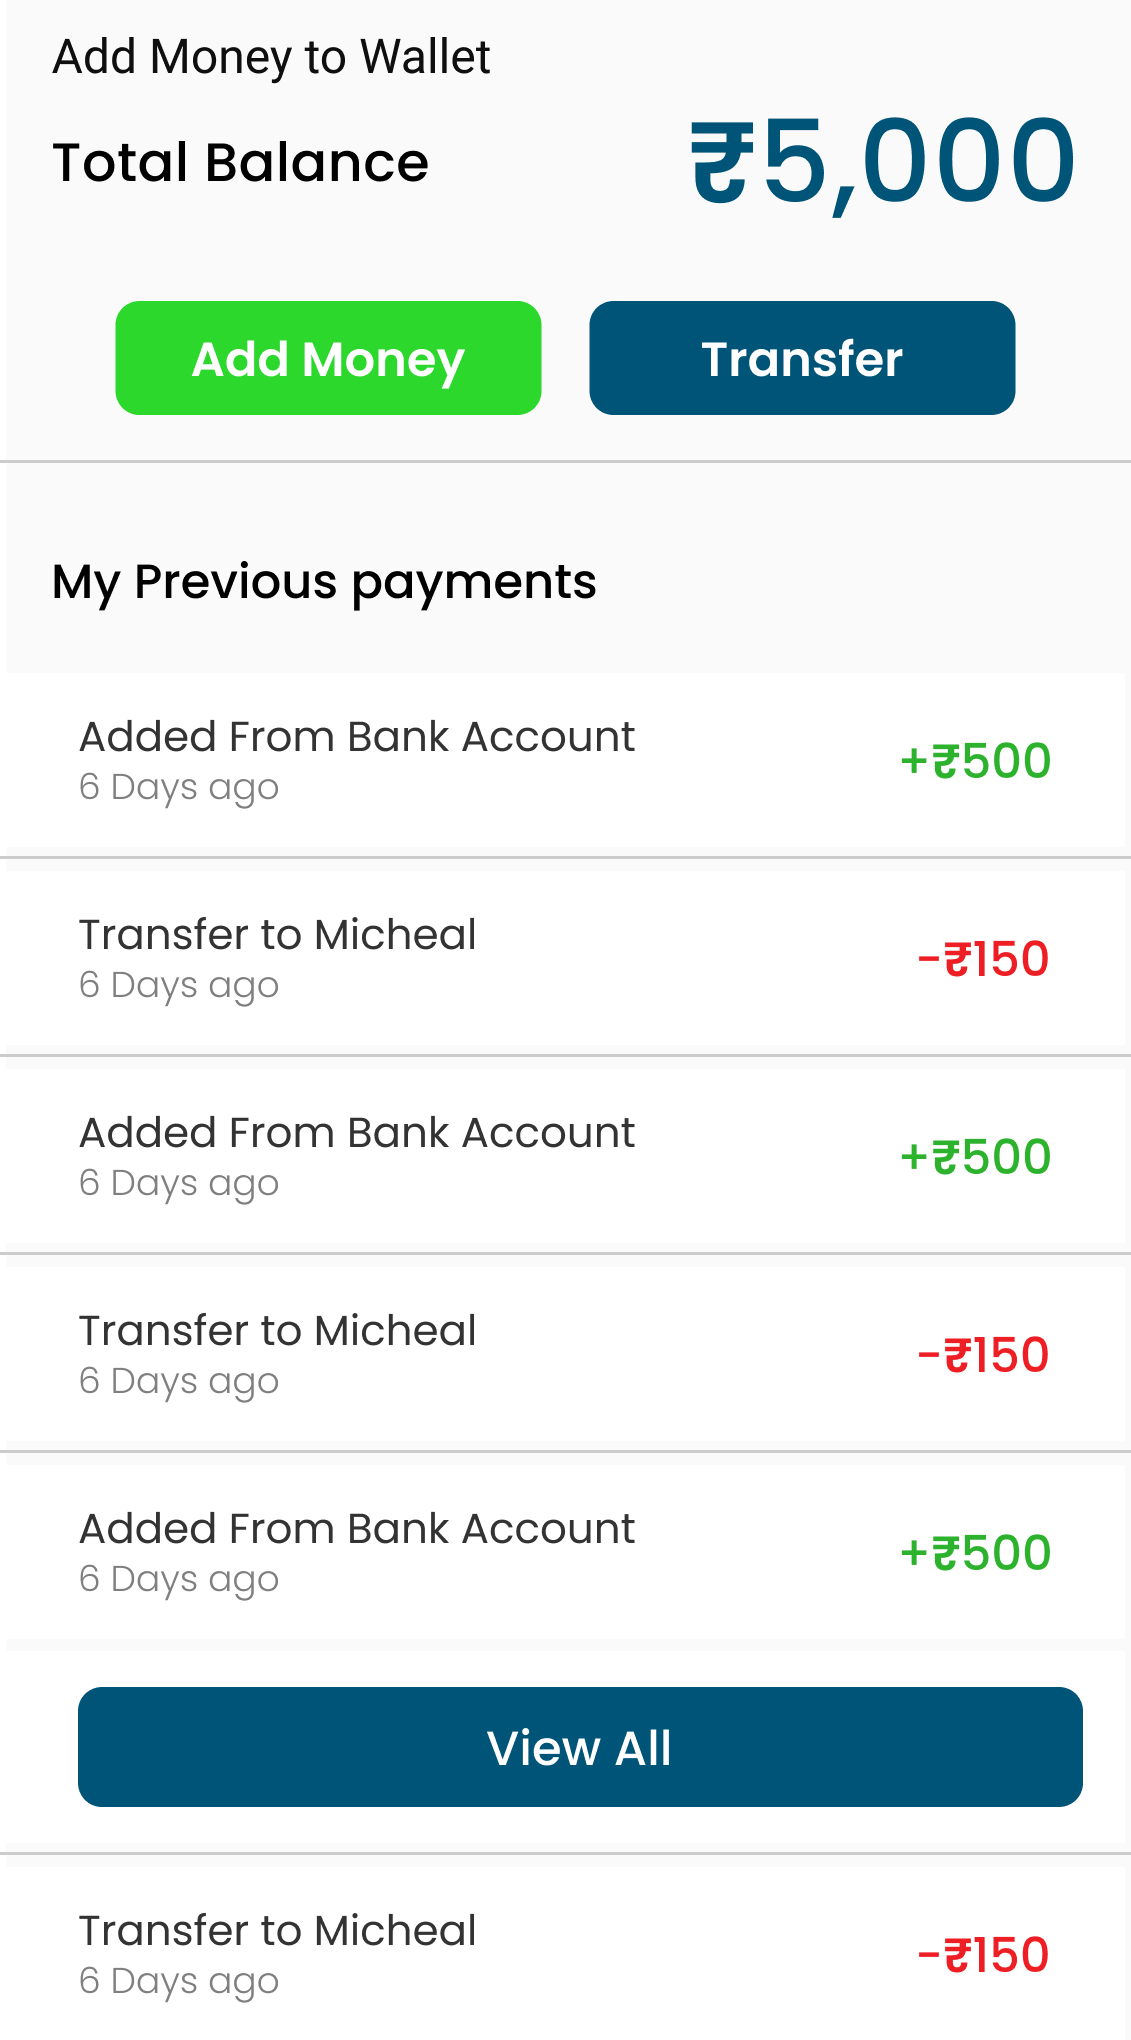 Add Money to Wallet
Total Balance ₹5,000
Add Money Transfer
My Previous payments
Added From Bank Account
6 Days ago
+₹500
Transfer to Micheal
6 Days ago
-₹150
Added From Bank Account
6 Days ago
+₹500
Transfer to Micheal
6 Days ago
-₹150
Added From Bank Account
6 Days ago
+₹500
View All
Transfer to Micheal
6 Days ago
-₹150